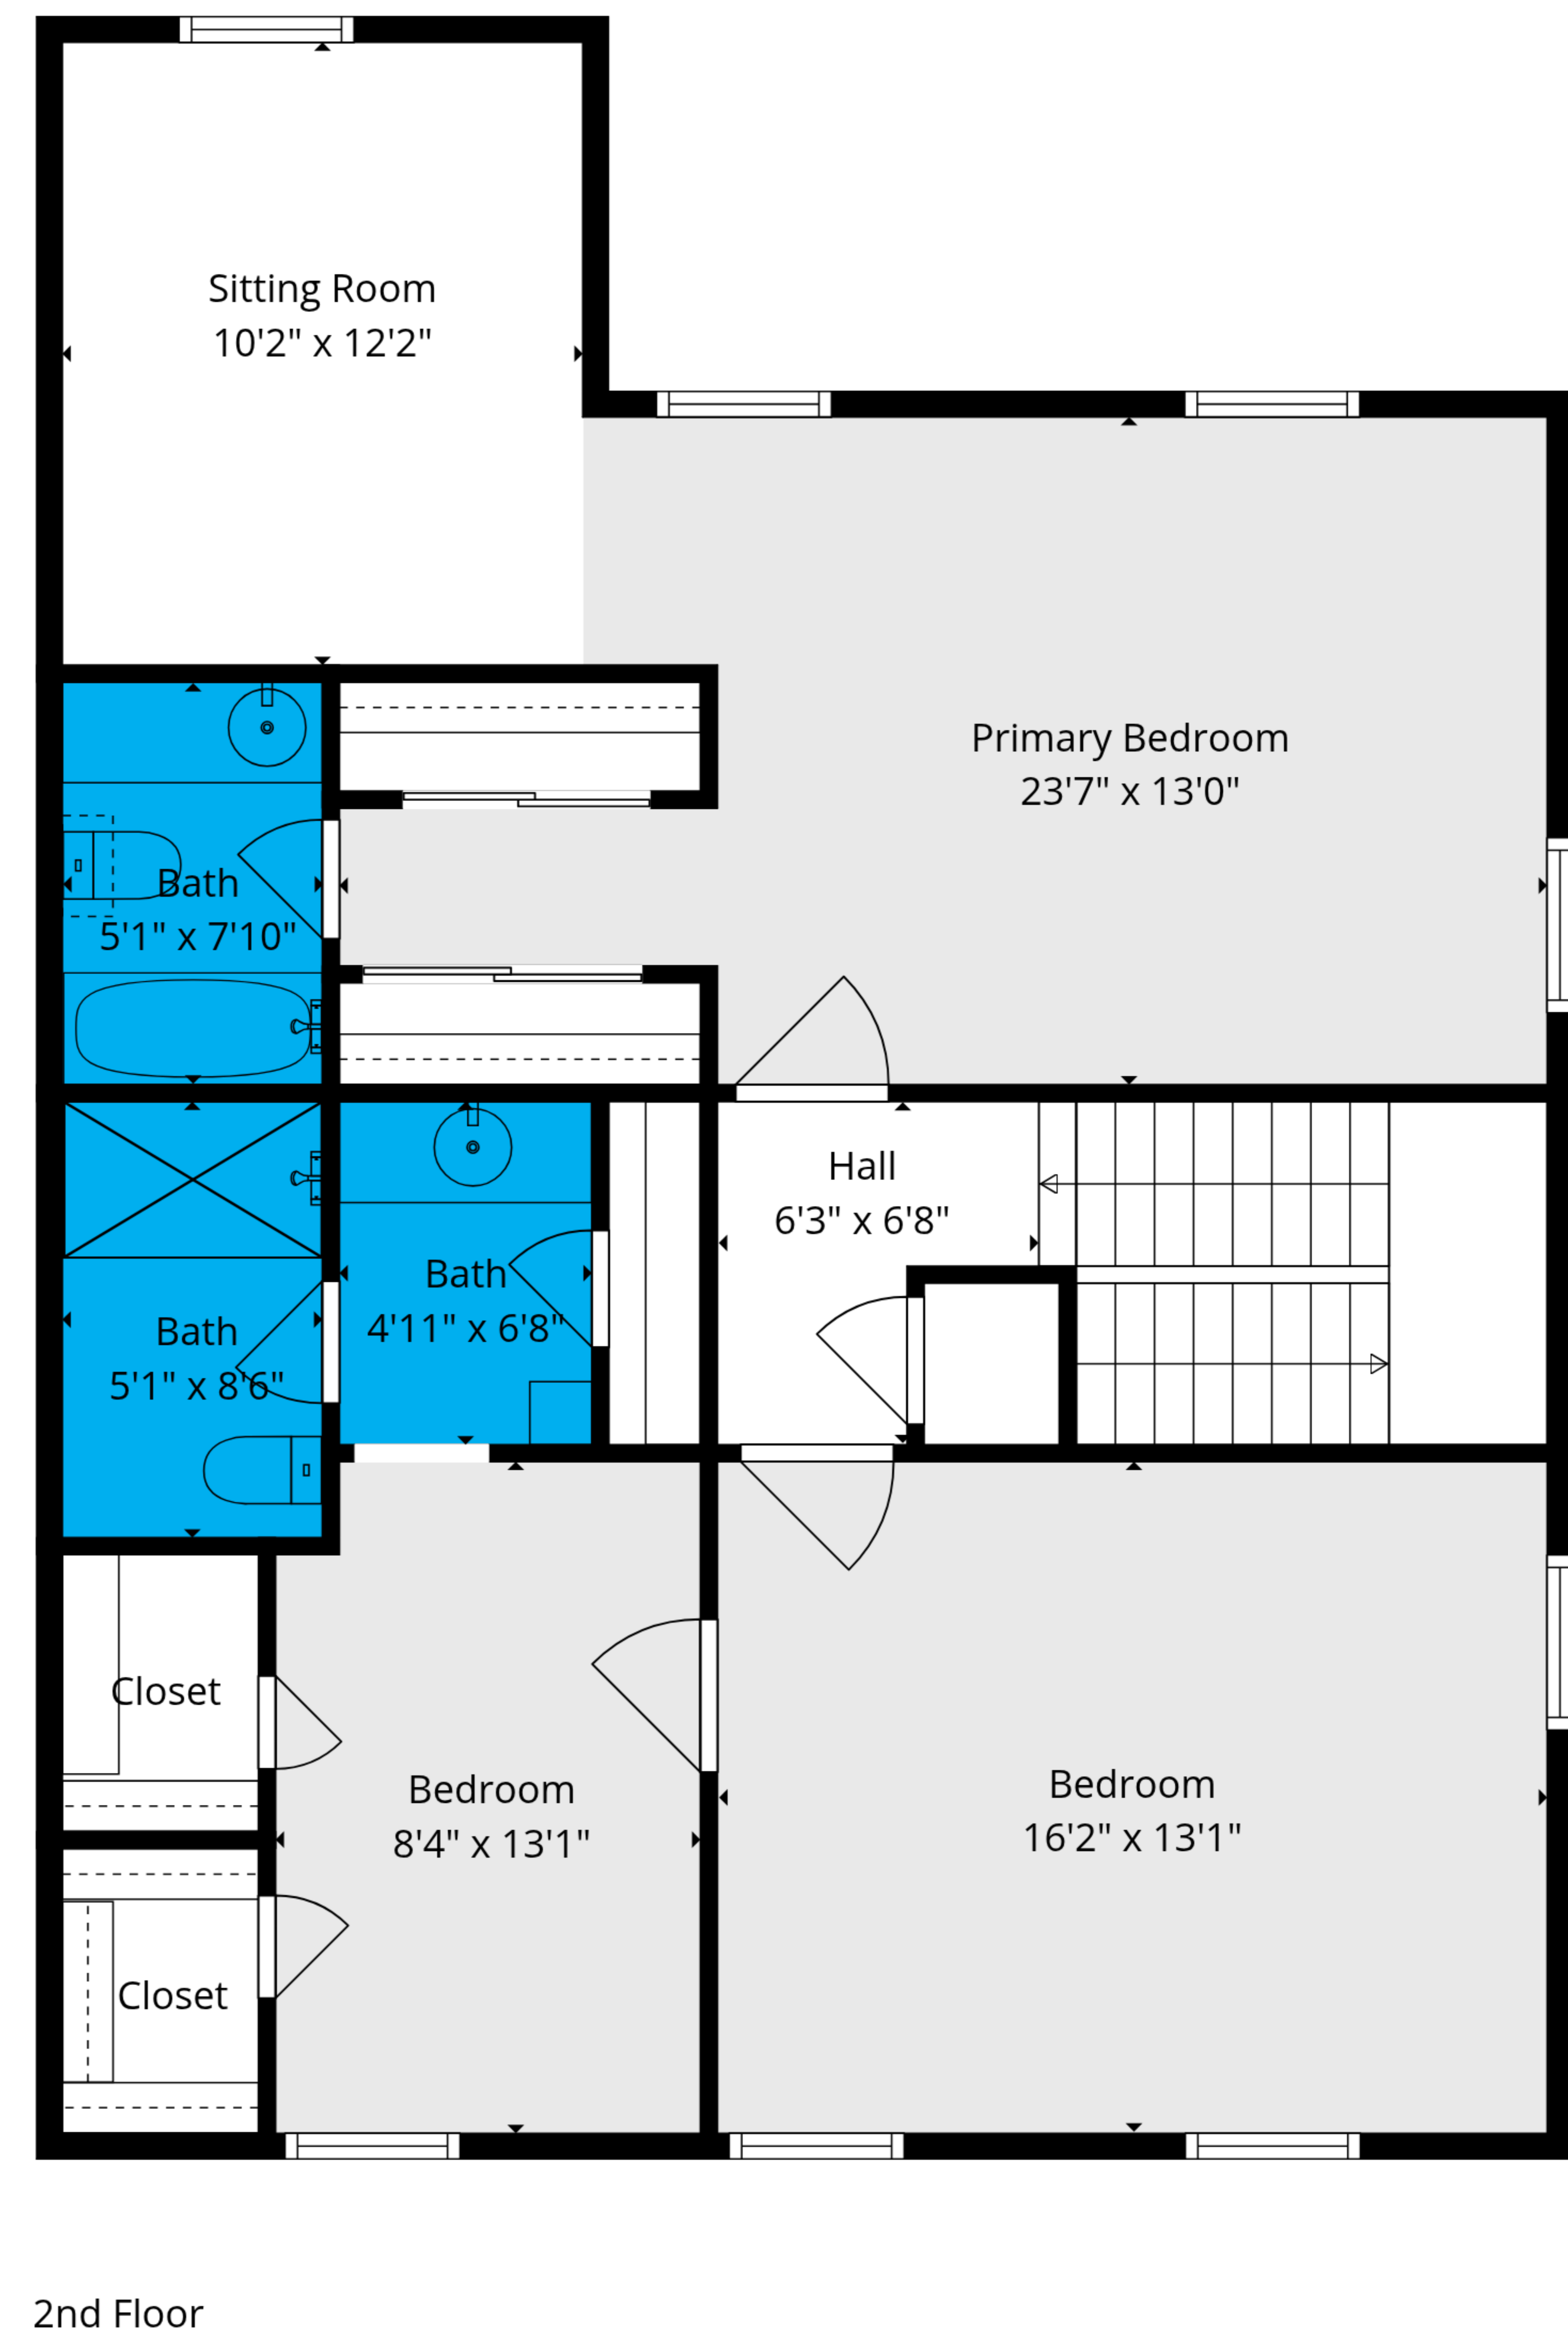 Sitting Room
10'2" x 12'2"
Primary Bedroom
23'7" x 13'0"
Bath
5'1" x 7'10"
Hall
6'3" x 6'8"
Bath
4'11" x 6'8"
Bath
5'1" x 8'6"
Closet
Bedroom
8'4" x 13'1"
Bedroom
16'2" x 13'1"
Closet
2nd Floor